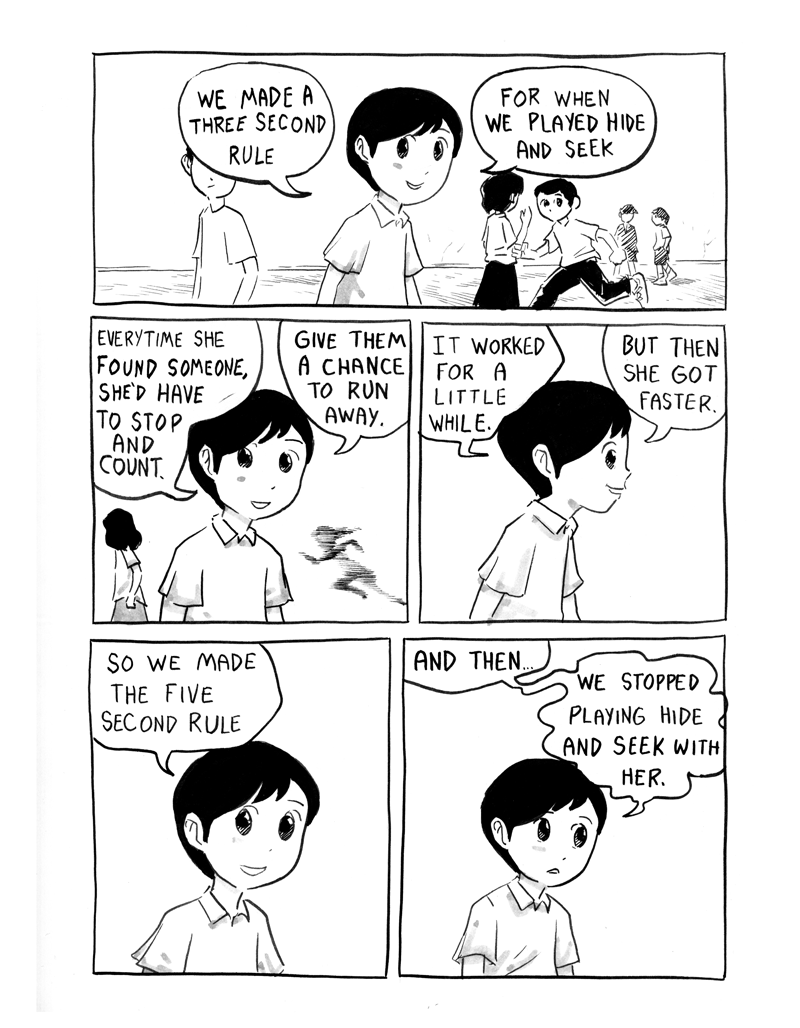 WE MADE A
THREE SECOND
RULE
FOR WHEN
WE PLAYED HIDE
AND SEEK
EVERYTIME SHE
FOUND SOMEONE,
SHE'D HAVE
TO STOP
AND
COUNT.
GIVE THEM
A CHANCE
TO RUN
AWAY.
IT WORKED
FOR A
LITTLE
WHILE.
BUT THEN
SHE GOT
FASTER.
SO WE MADE
THE FIVE
SECOND RULE
AND THEN...
WE STOPPED
PLAYING HIDE
AND SEEK WITH
HER.